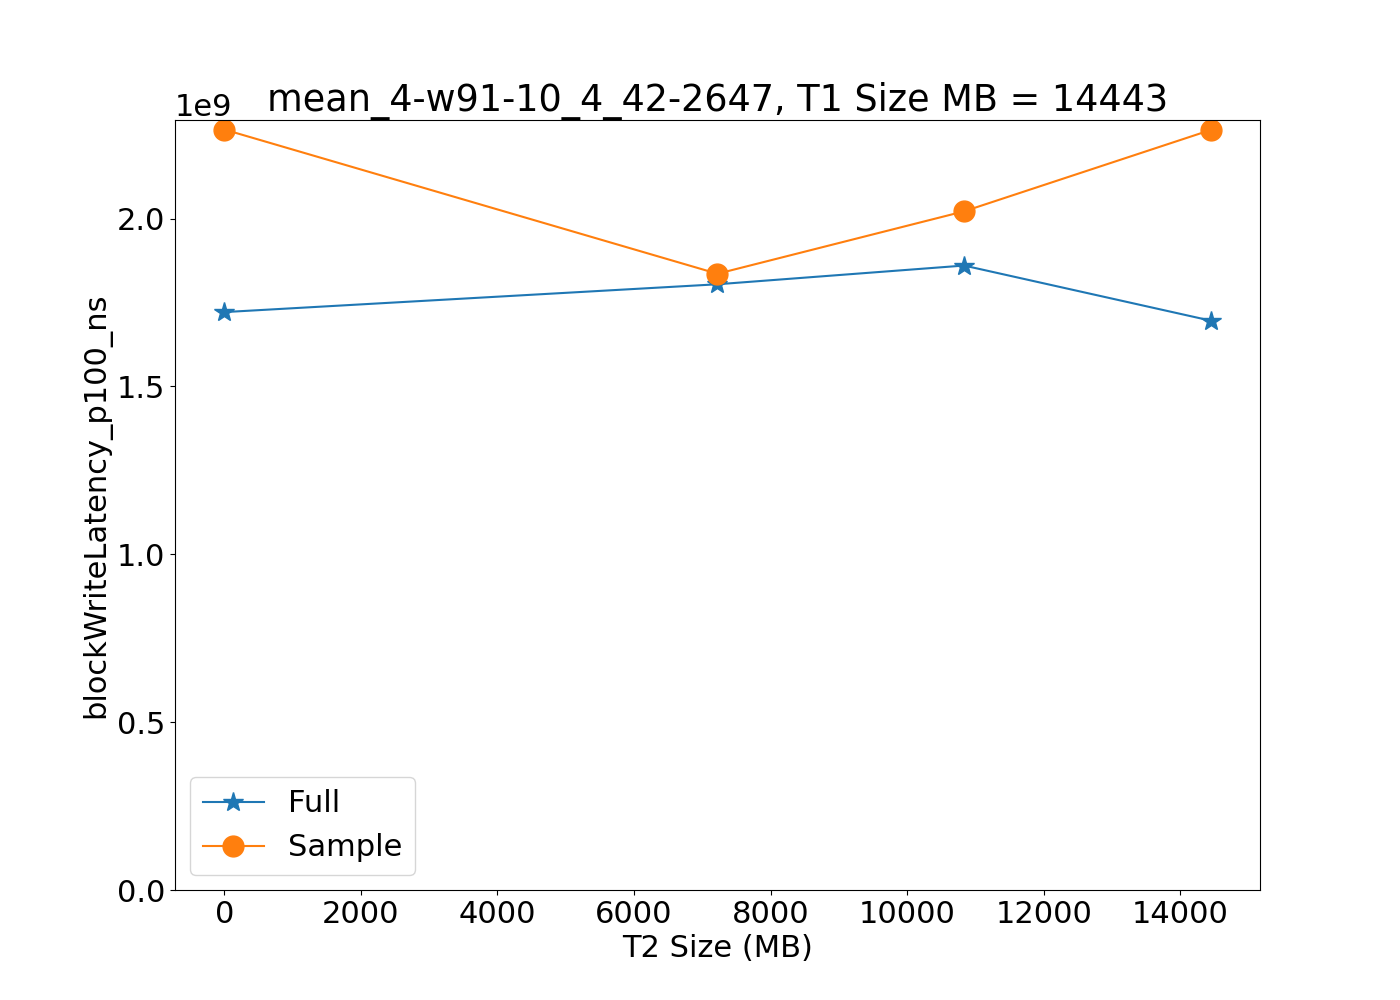 1e9
mean_4-w91-10_4_42-2647, T1 Size MB = 14443
blockWriteLatency_p100_ns
2.0
1.5
1.0
0.5
0.0
Full
Sample
0 2000 4000 6000 8000 10000 12000 14000
T2 Size (MB)